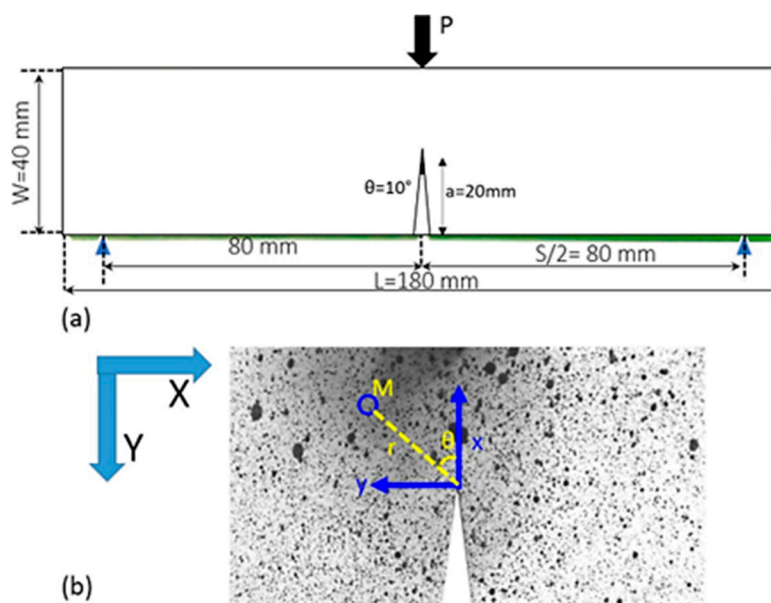 P
W=40 mm
θ=10°
a=20mm
80 mm
S/2= 80 mm
L=180 mm
(a)
X
Y
M
θ
r
x
y
(b)